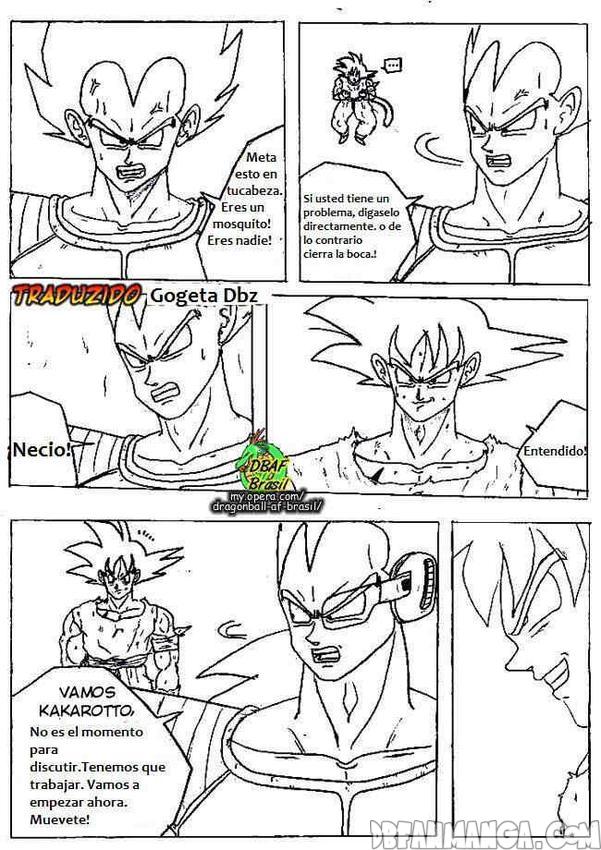 Meta
esto en
tucabeza.
Eres un
mosquito!
Eres nadie!
...
Si usted tiene un
problema, digaselo
directamente. o de
lo contrario
cierra la boca.!
TRADUZIDO Gogeta Dbz
¡Necio!
Entendido!
DBAF
Brasil
my.opera.com/
dragonball-af-brasil/
VAMOS
KAKAROTTO,
No es el momento
para
discutir.Tenemos que
trabajar. Vamos a
empezar ahora.
Muevete!
DBFANMANGA.COM